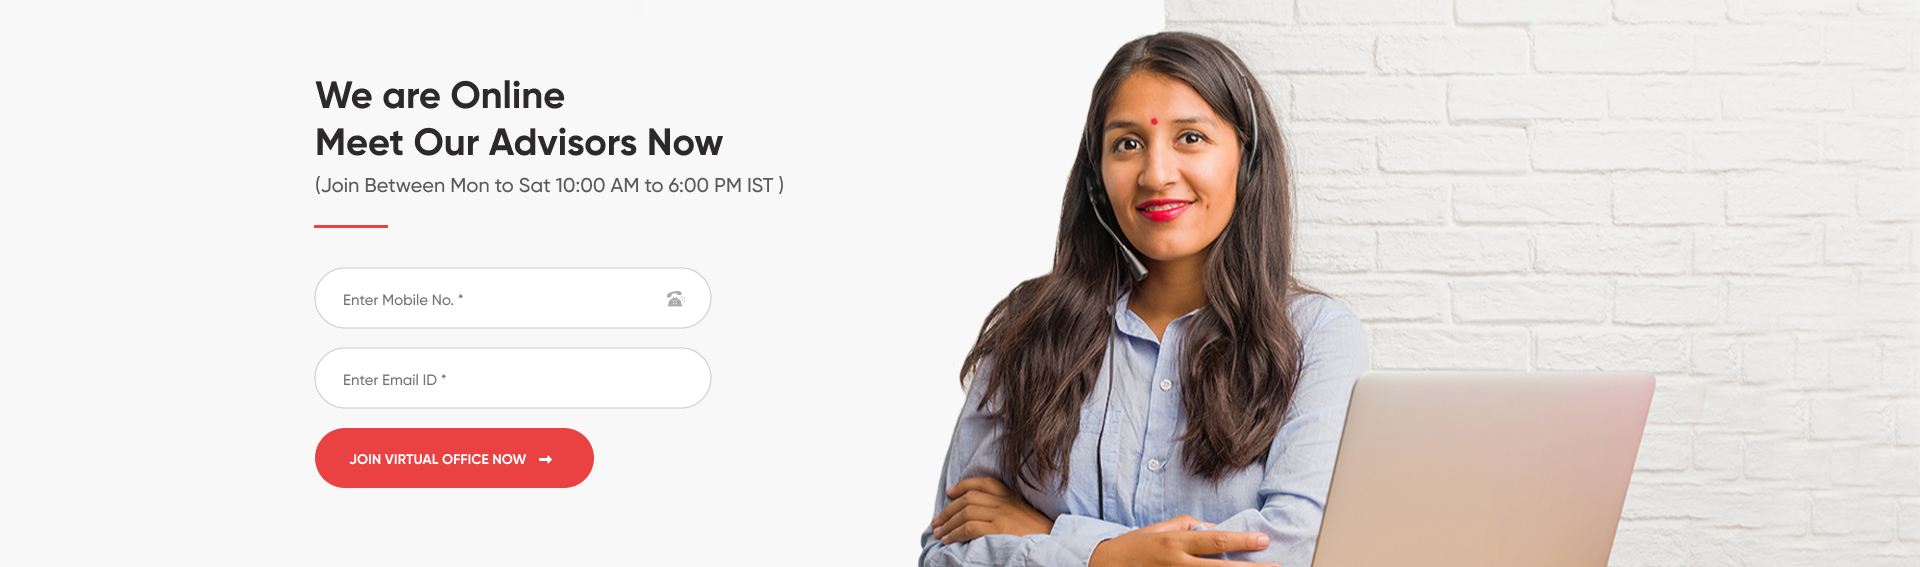 We are Online
Meet Our Advisors Now
(Join Between Mon to Sat 10:00 AM to 6:00 PM IST )
Enter Mobile No. *
Enter Email ID *
JOIN VIRTUAL OFFICE NOW